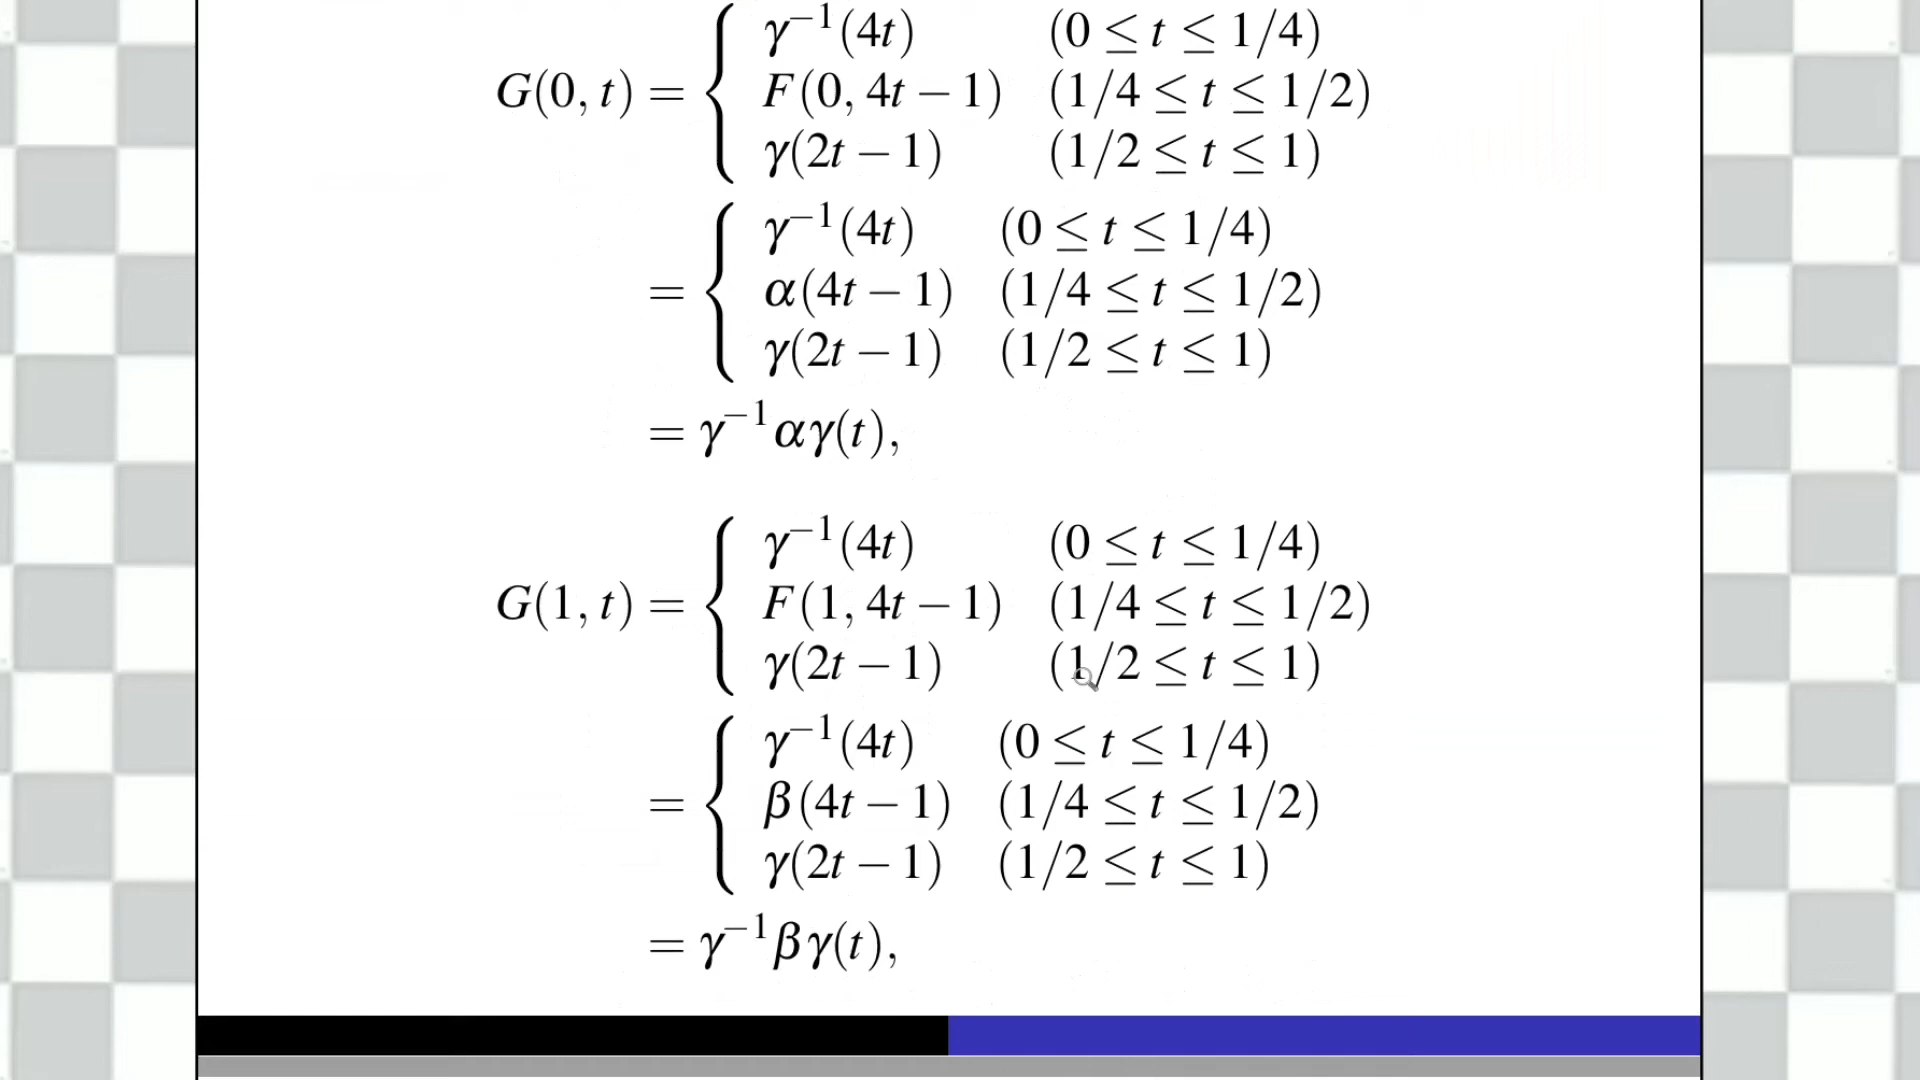 γ⁻¹(4t) (0 ≤ t ≤ 1/4)
G(0, t) = { F(0, 4t − 1) (1/4 ≤ t ≤ 1/2)
γ(2t − 1) (1/2 ≤ t ≤ 1)
γ⁻¹(4t) (0 ≤ t ≤ 1/4)
= { α(4t − 1) (1/4 ≤ t ≤ 1/2)
γ(2t − 1) (1/2 ≤ t ≤ 1)
= γ⁻¹αγ(t),
γ⁻¹(4t) (0 ≤ t ≤ 1/4)
G(1, t) = { F(1, 4t − 1) (1/4 ≤ t ≤ 1/2)
γ(2t − 1) (1/2 ≤ t ≤ 1)
γ⁻¹(4t) (0 ≤ t ≤ 1/4)
= { β(4t − 1) (1/4 ≤ t ≤ 1/2)
γ(2t − 1) (1/2 ≤ t ≤ 1)
= γ⁻¹βγ(t),